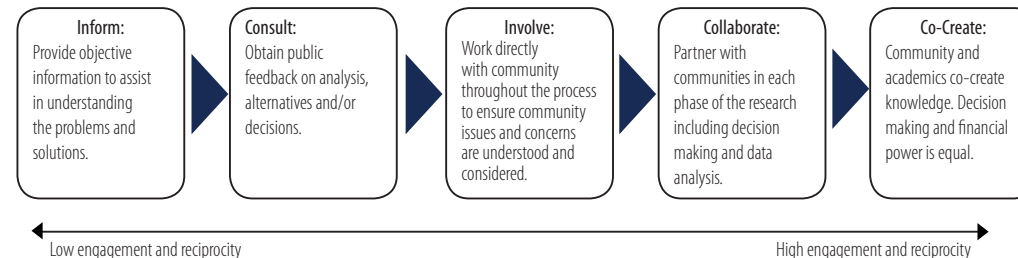 Inform:
Provide objective
information to assist
in understanding
the problems and
solutions.
Consult:
Obtain public
feedback on analysis,
alternatives and/or
decisions.
Involve:
Work directly
with community
throughout the process
to ensure community
issues and concerns
are understood and
considered.
Collaborate:
Partner with
communities in each
phase of the research
including decision
making and data
analysis.
Co-Create:
Community and
academics co-create
knowledge. Decision
making and financial
power is equal.
Low engagement and reciprocity
High engagement and reciprocity